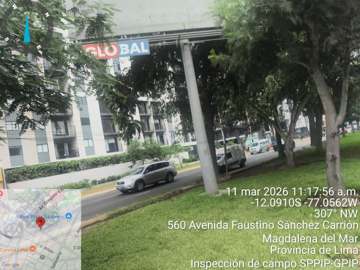 GLOBAL
11 mar 2026 11:17:56 a.m.
-12.0910S -77.0562W
307° NW
560 Avenida Faustino Sánchez Carrión
Magdalena del Mar
Provincia de Lima
Inspección de campo SPPIP-GPIP